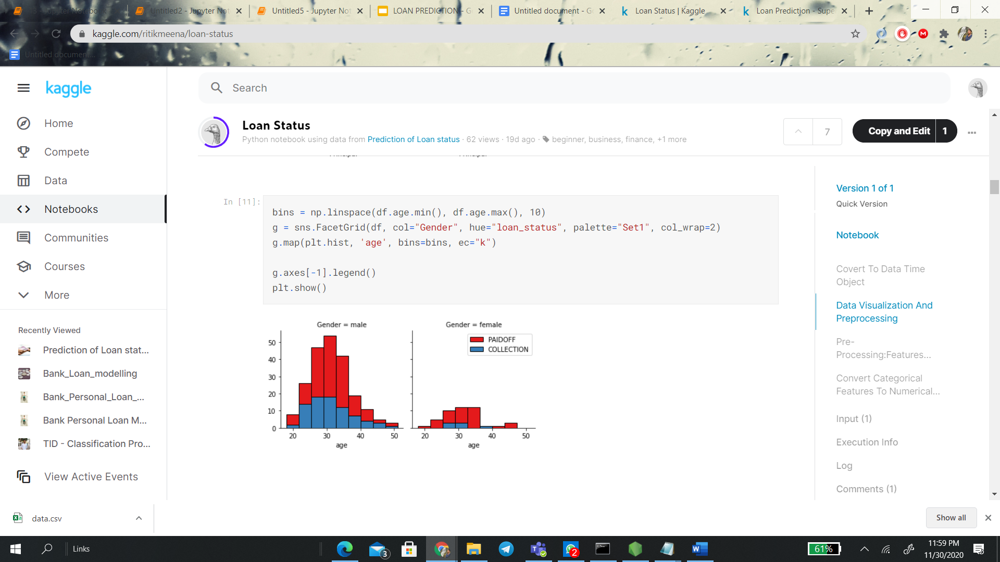 Untitled2 - Jupyter Not
Untitled5 - Jupyter Not
LOAN PREDICTION - G
Untitled document - Go
Loan Status | Kaggle
Loan Prediction - Supe
kaggle.com/ritikmeena/loan-status
Untitled document...
kaggle
Search
Home
Compete
Data
Notebooks
Communities
Courses
More
Recently Viewed
Prediction of Loan stat...
Bank_Loan_modelling
Bank_Personal_Loan_...
Bank Personal Loan M...
TID - Classification Pro...
View Active Events
Loan Status
Python notebook using data from Prediction of Loan status · 62 views · 19d ago · beginner, business, finance, +1 more
7
Copy and Edit 1
In [11]:
bins = np.linspace(df.age.min(), df.age.max(), 10)
g = sns.FacetGrid(df, col="Gender", hue="loan_status", palette="Set1", col_wrap=2)
g.map(plt.hist, 'age', bins=bins, ec="k")
g.axes[-1].legend()
plt.show()
Gender = male
50
40
30
20
10
0
20 30 40 50
age
Gender = female
PAIDOFF
COLLECTION
20 30 40 50
age
Version 1 of 1
Quick Version
Notebook
Covert To Data Time
Object
Data Visualization And
Preprocessing
Pre-
Processing:Features...
Convert Categorical
Features To Numerical...
Input (1)
Execution Info
Log
Comments (1)
data.csv
Show all
Links
3
2
61%
11:59 PM
11/30/2020